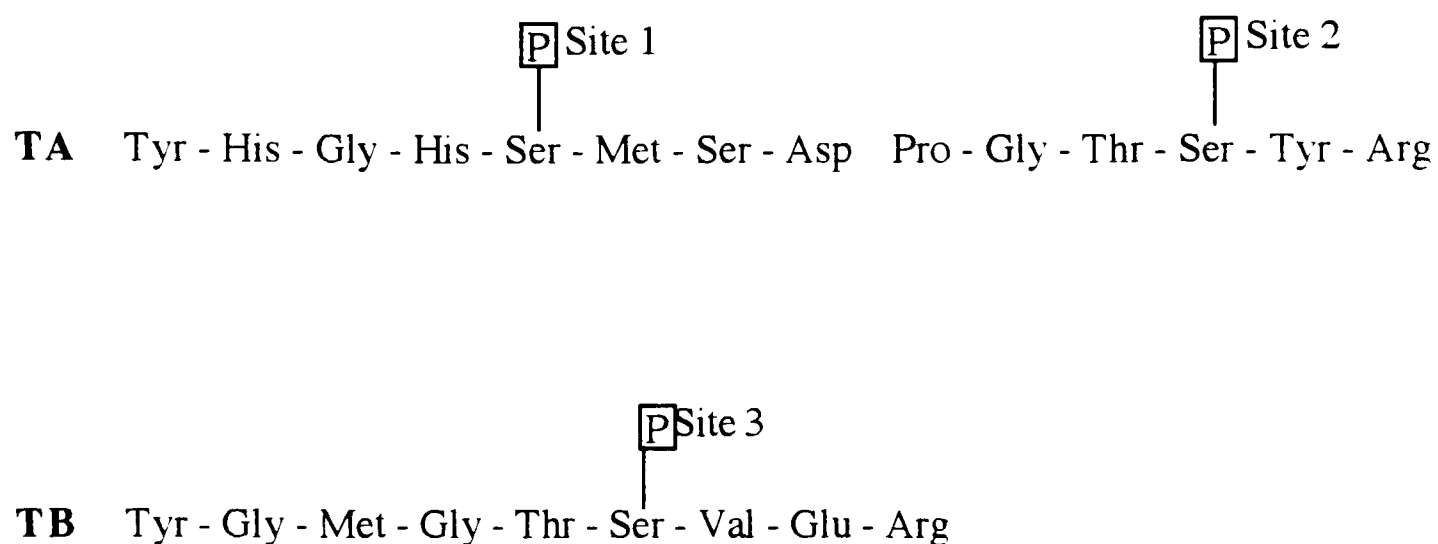 P Site 1 P Site 2
TA Tyr - His - Gly - His - Ser - Met - Ser - Asp Pro - Gly - Thr - Ser - Tyr - Arg
P Site 3
TB Tyr - Gly - Met - Gly - Thr - Ser - Val - Glu - Arg